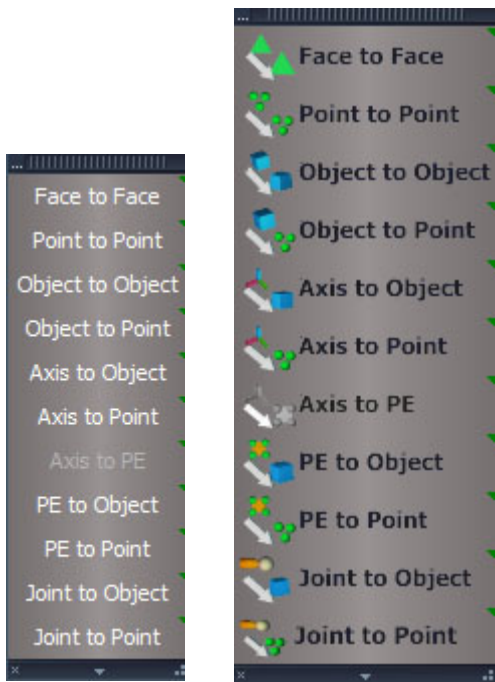 Face to Face
Point to Point
Object to Object
Object to Point
Axis to Object
Axis to Point
Axis to PE
PE to Object
PE to Point
Joint to Object
Joint to Point
Face to Face
Point to Point
Object to Object
Object to Point
Axis to Object
Axis to Point
Axis to PE
PE to Object
PE to Point
Joint to Object
Joint to Point